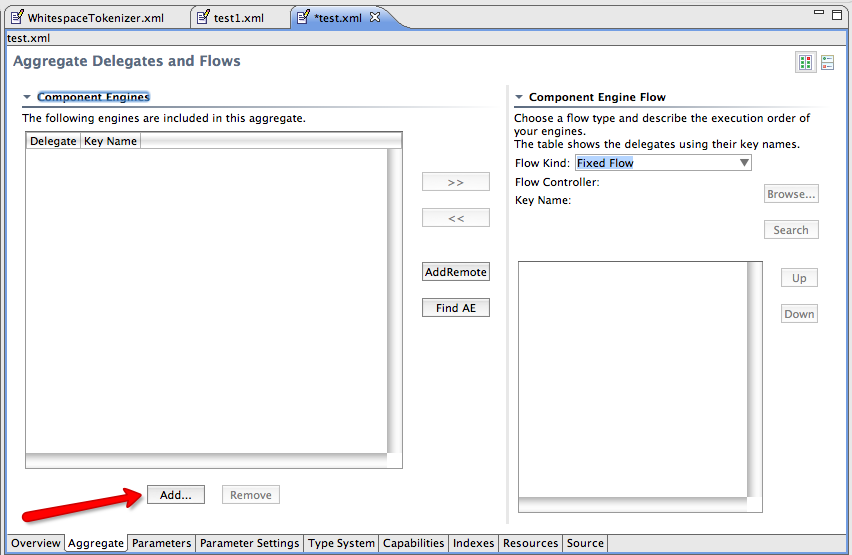 WhitespaceTokenizer.xml
test1.xml
*test.xml
test.xml
Aggregate Delegates and Flows
Component Engines
The following engines are included in this aggregate.
Delegate Key Name
>>
<<
AddRemote
Find AE
Add...
Remove
Component Engine Flow
Choose a flow type and describe the execution order of
your engines.
The table shows the delegates using their key names.
Flow Kind: Fixed Flow
Flow Controller:
Browse...
Key Name:
Search
Up
Down
Overview Aggregate Parameters Parameter Settings Type System Capabilities Indexes Resources Source